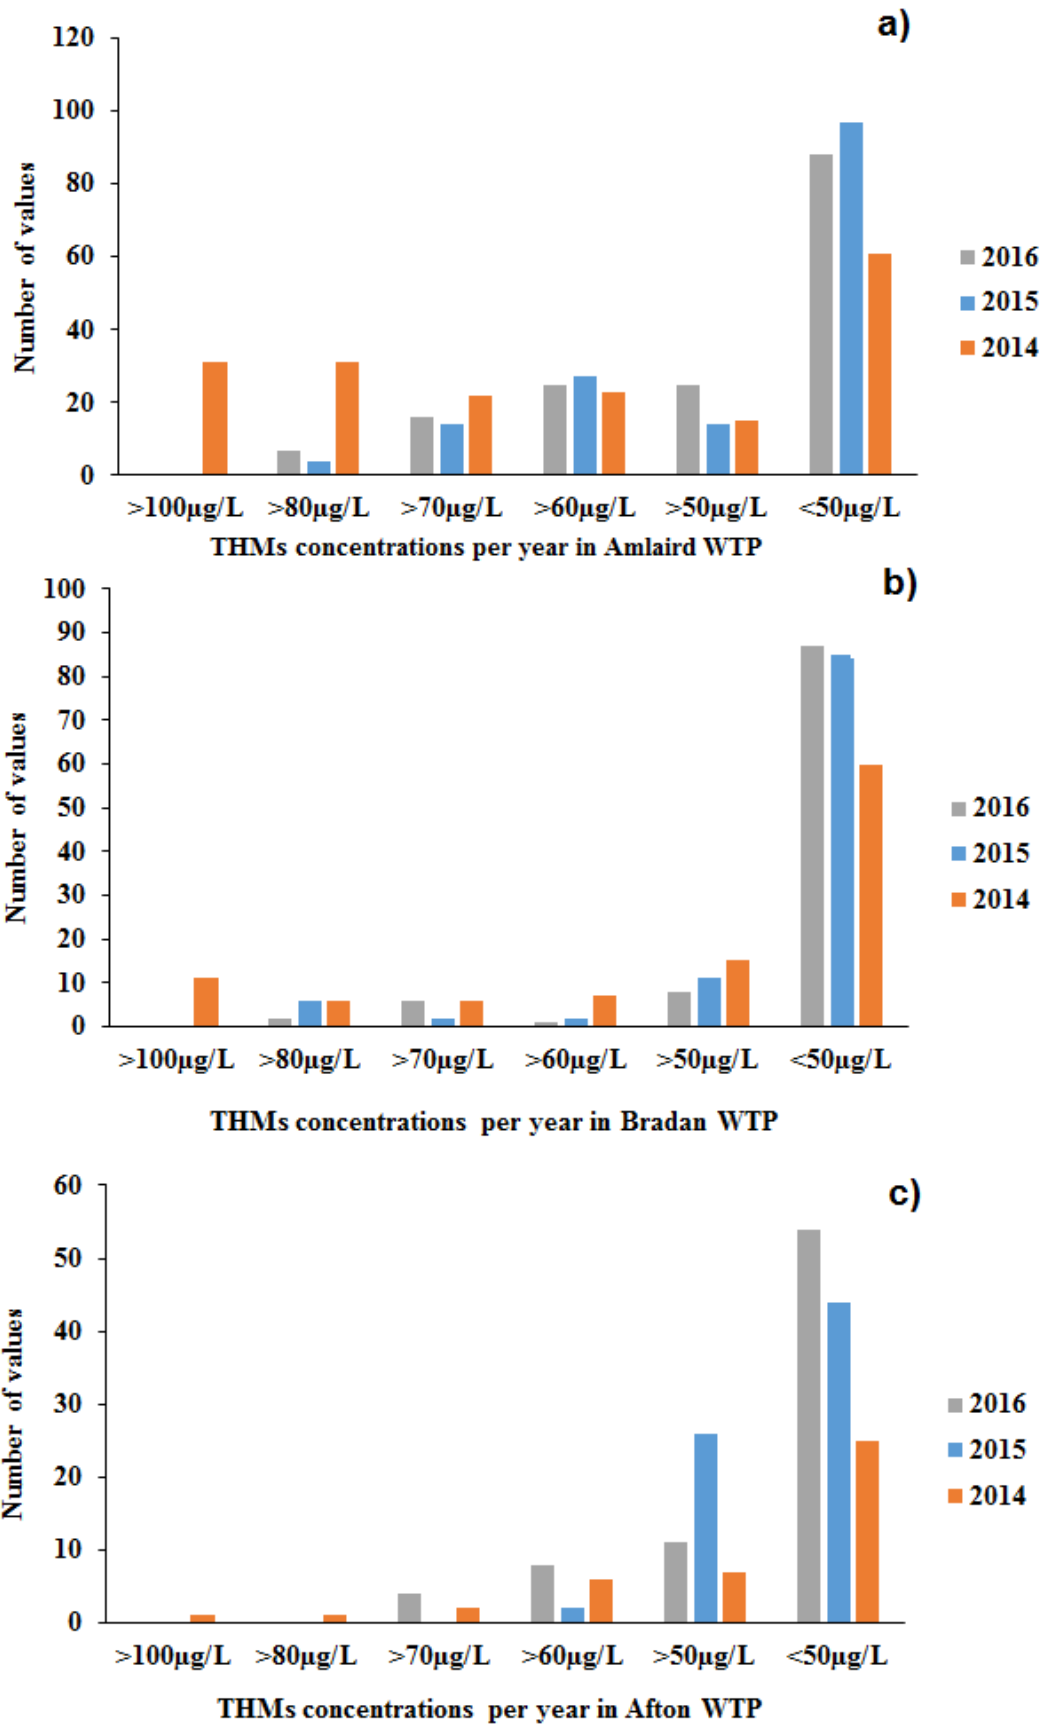 a)
120
100
80
60
40
20
0
Number of values
>100µg/L >80µg/L >70µg/L >60µg/L >50µg/L <50µg/L
THMs concentrations per year in Amlaird WTP
2016
2015
2014
b)
100
90
80
70
60
50
40
30
20
10
0
Number of values
>100µg/L >80µg/L >70µg/L >60µg/L >50µg/L <50µg/L
THMs concentrations per year in Bradan WTP
2016
2015
2014
c)
60
50
40
30
20
10
0
Number of values
>100µg/L >80µg/L >70µg/L >60µg/L >50µg/L <50µg/L
THMs concentrations per year in Afton WTP
2016
2015
2014